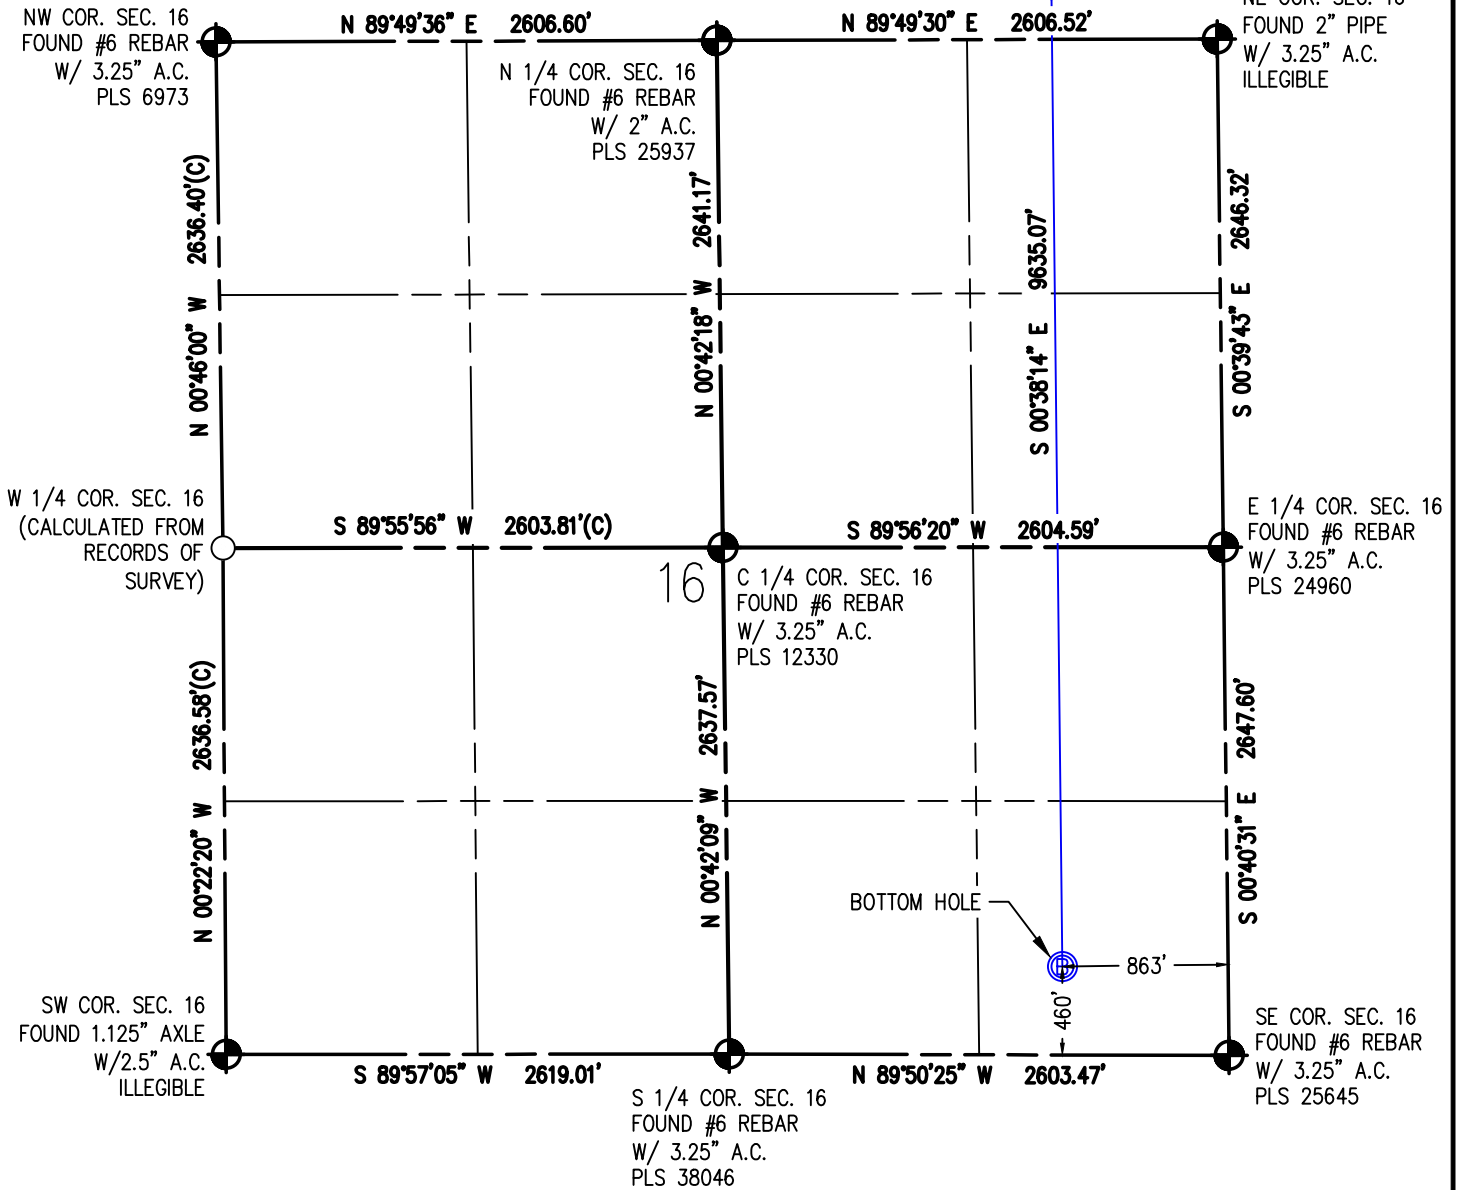 NW COR. SEC. 16
FOUND #6 REBAR
W/ 3.25" A.C.
PLS 6973
N 89°49'36" E 2606.60'
N 1/4 COR. SEC. 16
FOUND #6 REBAR
W/ 2" A.C.
PLS 25937
N 89°49'30" E 2606.52'
NE COR. SEC. 16
FOUND 2" PIPE
W/ 3.25" A.C.
ILLEGIBLE
N 00°46'00" W 2636.40'(C)
N 00°42'18" W 2641.17'
S 00°38'14" E 9635.07'
S 00°39'43" E 2646.32'
W 1/4 COR. SEC. 16
(CALCULATED FROM
RECORDS OF
SURVEY)
S 89°55'56" W 2603.81'(C)
16
C 1/4 COR. SEC. 16
FOUND #6 REBAR
W/ 3.25" A.C.
PLS 12330
S 89°56'20" W 2604.59'
E 1/4 COR. SEC. 16
FOUND #6 REBAR
W/ 3.25" A.C.
PLS 24960
N 00°22'20" W 2636.58'(C)
N 00°42'09" W 2637.57'
S 00°40'31" E 2647.60'
BOTTOM HOLE
B
863'
460'
SW COR. SEC. 16
FOUND 1.125" AXLE
W/2.5" A.C.
ILLEGIBLE
S 89°57'05" W 2619.01'
S 1/4 COR. SEC. 16
FOUND #6 REBAR
W/ 3.25" A.C.
PLS 38046
N 89°50'25" W 2603.47'
SE COR. SEC. 16
FOUND #6 REBAR
W/ 3.25" A.C.
PLS 25645